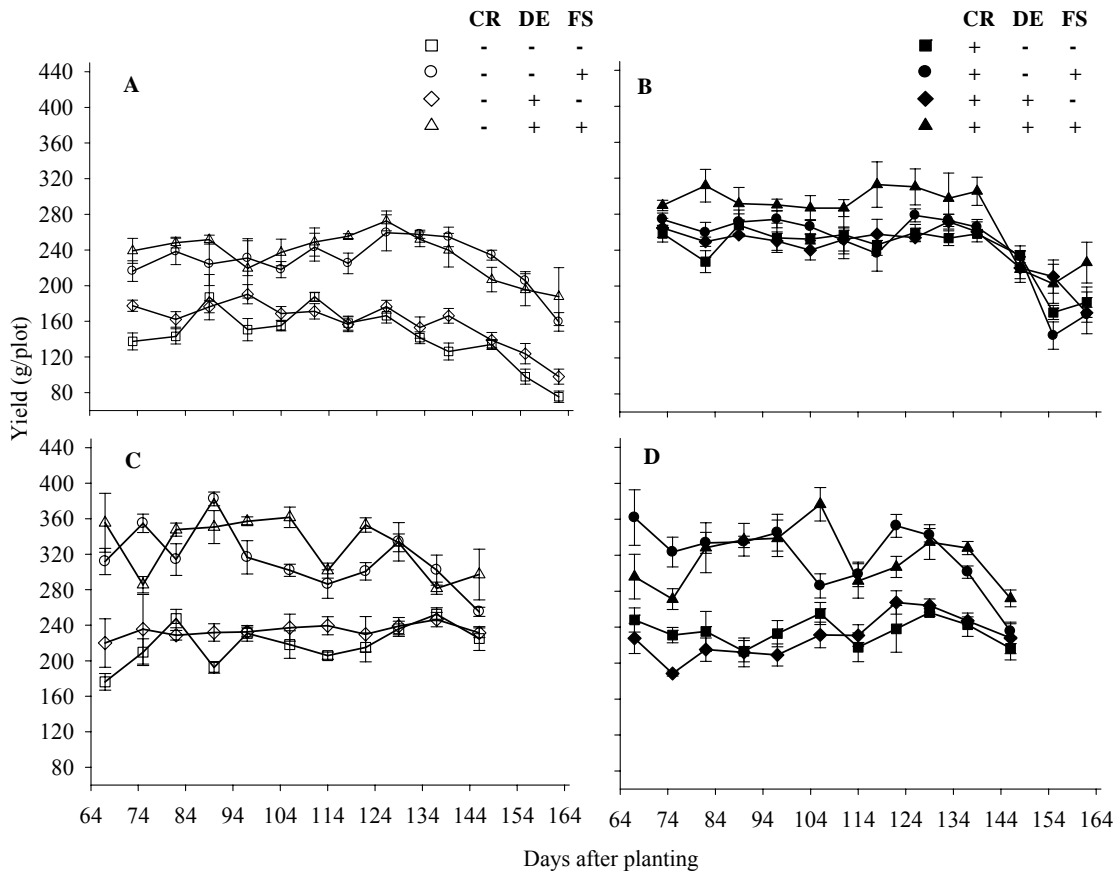 CR DE FS CR DE FS
- - - + - -
- - + + - +
- + - + + -
- + + + + +
A
B
C
D
440
400
360
320
280
240
200
160
120
80
440
400
360
320
280
240
200
160
120
80
Yield (g/plot)
64 74 84 94 104 114 124 134 144 154 164 64 74 84 94 104 114 124 134 144 154 164
Days after planting